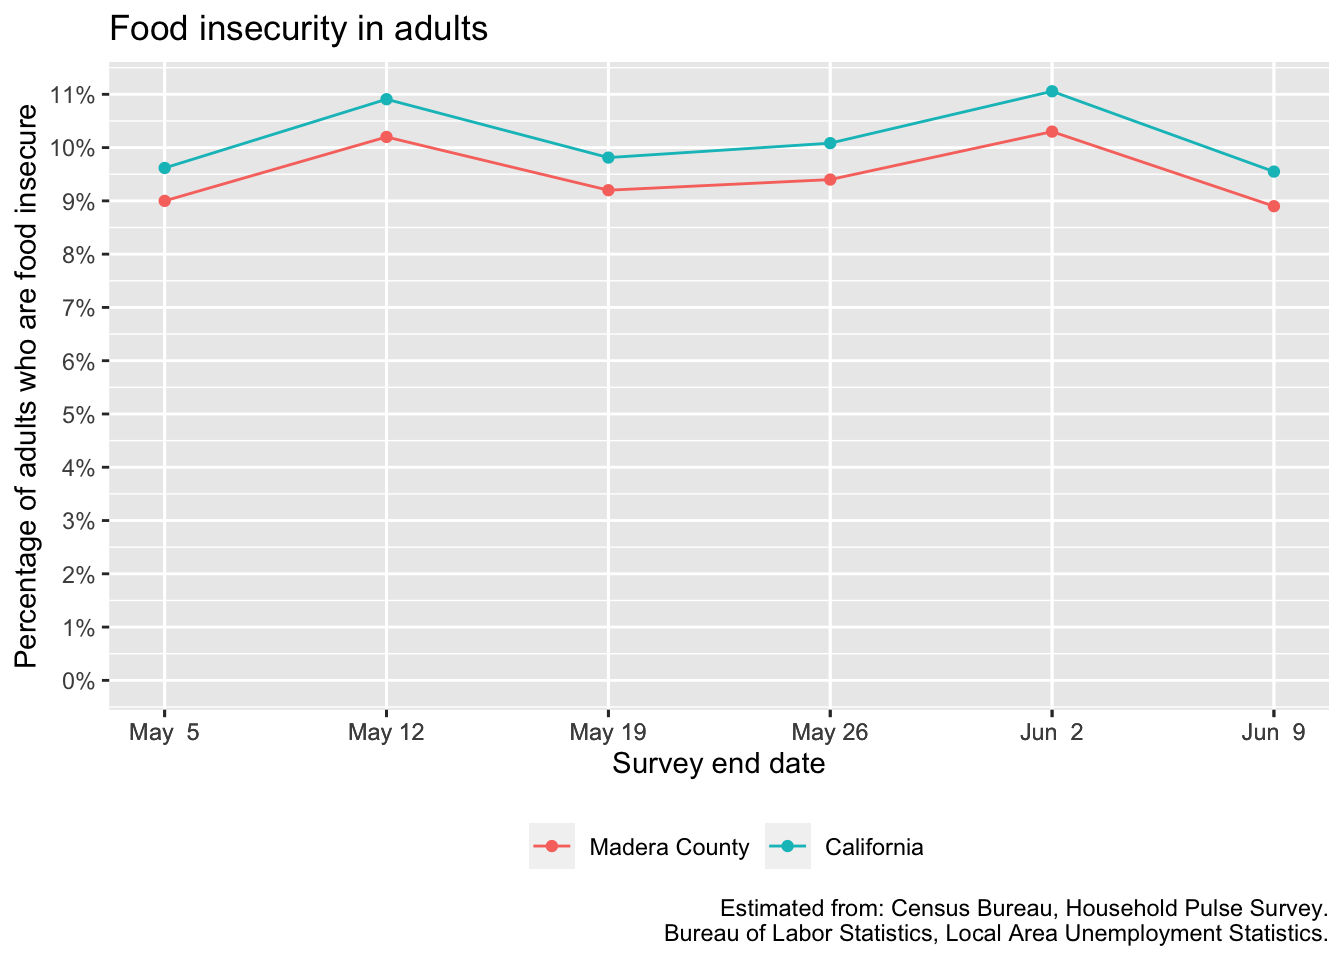 Food insecurity in adults
Percentage of adults who are food insecure
11%
10%
9%
8%
7%
6%
5%
4%
3%
2%
1%
0%
May  5
May 12
May 19
May 26
Jun  2
Jun  9
Survey end date
Madera County
California
Estimated from: Census Bureau, Household Pulse Survey.
Bureau of Labor Statistics, Local Area Unemployment Statistics.